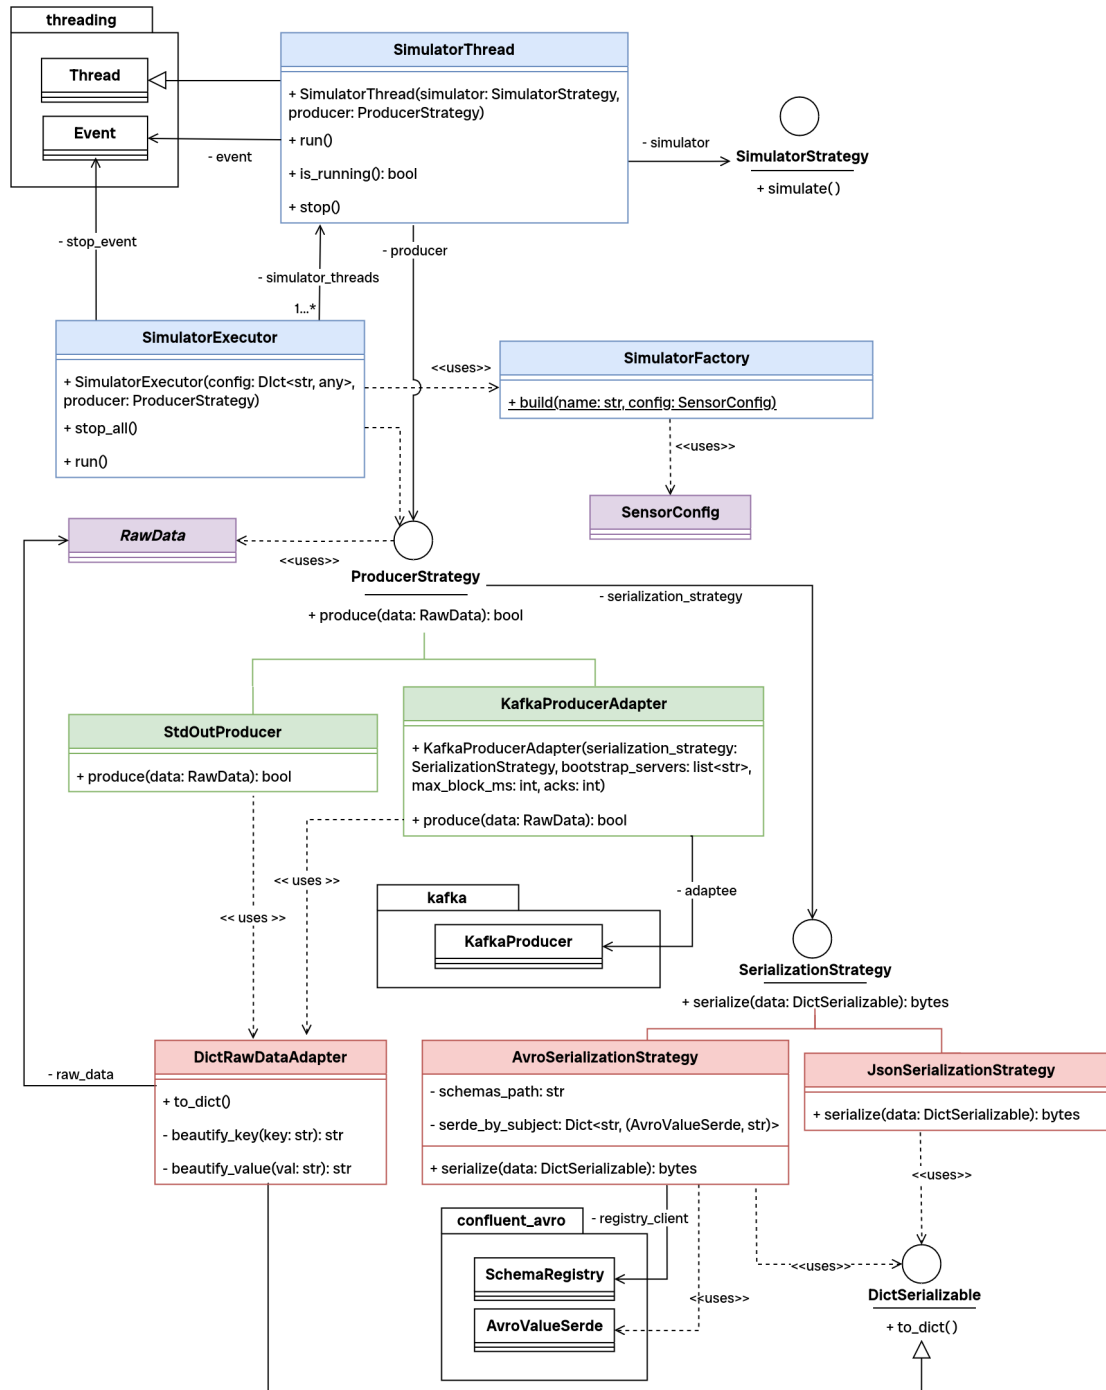 threading
Thread
Event
SimulatorThread
+ SimulatorThread(simulator: SimulatorStrategy,
producer: ProducerStrategy)
+ run()
+ is_running(): bool
+ stop()
- event
- simulator
SimulatorStrategy
+ simulate()
- stop_event
- simulator_threads
1...*
- producer
SimulatorExecutor
+ SimulatorExecutor(config: DIct<str, any>,
producer: ProducerStrategy)
+ stop_all()
+ run()
<<uses>>
SimulatorFactory
+ build(name: str, config: SensorConfig)
<<uses>>
SensorConfig
RawData
<<uses>>
ProducerStrategy
+ produce(data: RawData): bool
- serialization_strategy
StdOutProducer
+ produce(data: RawData): bool
KafkaProducerAdapter
+ KafkaProducerAdapter(serialization_strategy:
SerializationStrategy, bootstrap_servers: list<str>,
max_block_ms: int, acks: int)
+ produce(data: RawData): bool
<< uses >>
<< uses >>
- adaptee
kafka
KafkaProducer
SerializationStrategy
+ serialize(data: DictSerializable): bytes
DictRawDataAdapter
+ to_dict()
- beautify_key(key: str): str
- beautify_value(val: str): str
- raw_data
AvroSerializationStrategy
- schemas_path: str
- serde_by_subject: Dict<str, (AvroValueSerde, str)>
+ serialize(data: DictSerializable): bytes
JsonSerializationStrategy
+ serialize(data: DictSerializable): bytes
<<uses>>
confluent_avro
- registry_client
SchemaRegistry
AvroValueSerde
<<uses>>
<<uses>>
DictSerializable
+ to_dict()